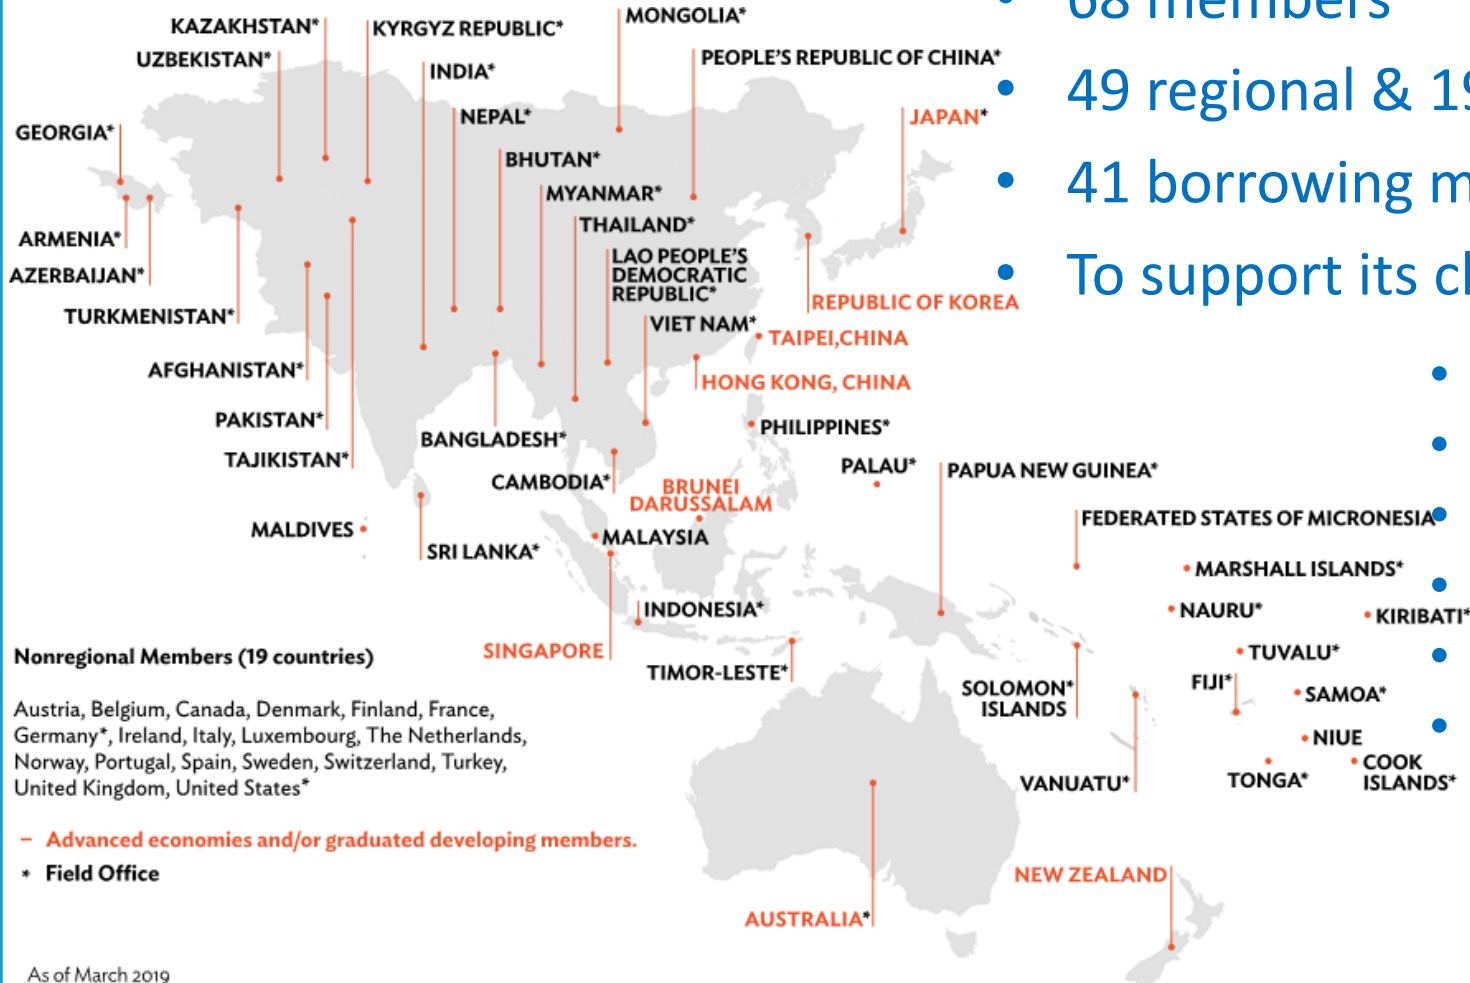 68 members
49 regional & 19
41 borrowing m
To support its cl
KAZAKHSTAN*
KYRGYZ REPUBLIC*
MONGOLIA*
UZBEKISTAN*
INDIA*
PEOPLE'S REPUBLIC OF CHINA*
NEPAL*
JAPAN*
GEORGIA*
BHUTAN*
MYANMAR*
THAILAND*
ARMENIA*
LAO PEOPLE'S
DEMOCRATIC
REPUBLIC*
AZERBAIJAN*
REPUBLIC OF KOREA
TURKMENISTAN*
VIET NAM*
TAIPEI,CHINA
AFGHANISTAN*
HONG KONG, CHINA
PAKISTAN*
BANGLADESH*
PHILIPPINES*
TAJIKISTAN*
CAMBODIA*
BRUNEI
DARUSSALAM
PALAU*
PAPUA NEW GUINEA*
MALDIVES
SRI LANKA*
MALAYSIA
FEDERATED STATES OF MICRONESIA*
MARSHALL ISLANDS*
INDONESIA*
NAURU*
KIRIBATI*
SINGAPORE
TIMOR-LESTE*
TUVALU*
SOLOMON*
ISLANDS
FIJI*
SAMOA*
NIUE
VANUATU*
TONGA*
COOK
ISLANDS*
NEW ZEALAND
AUSTRALIA*
Nonregional Members (19 countries)
Austria, Belgium, Canada, Denmark, Finland, France,
Germany*, Ireland, Italy, Luxembourg, The Netherlands,
Norway, Portugal, Spain, Sweden, Switzerland, Turkey,
United Kingdom, United States*
– Advanced economies and/or graduated developing members.
* Field Office
As of March 2019